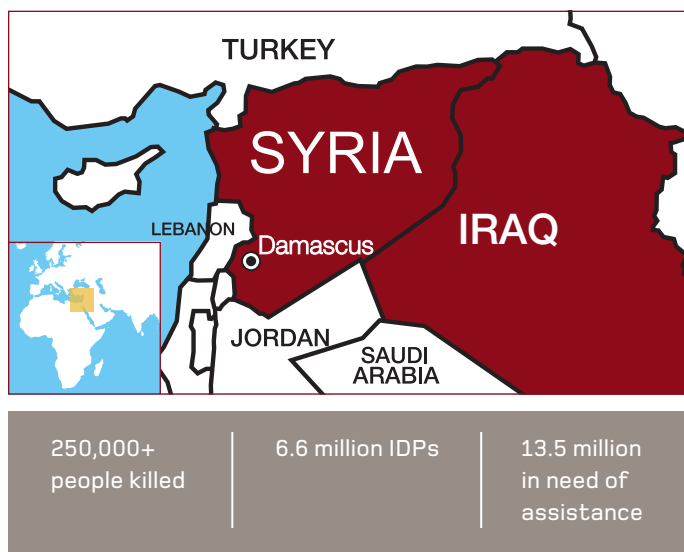 TURKEY
SYRIA
LEBANON
Damascus
IRAQ
JORDAN
SAUDI
ARABIA
250,000+
people killed
6.6 million IDPs
13.5 million
in need of
assistance